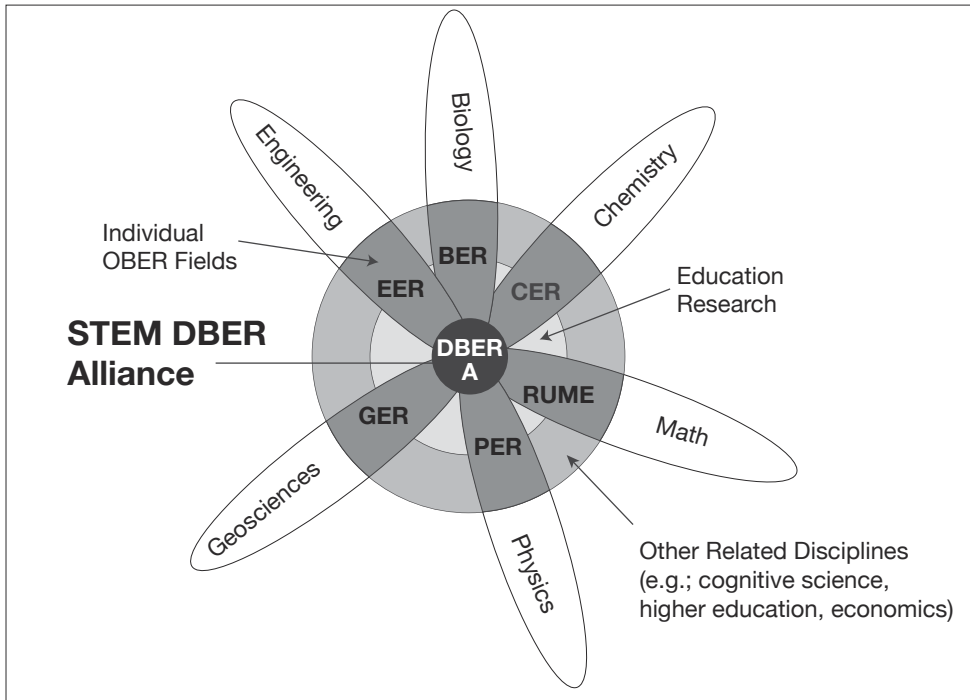 Biology
Engineering
Chemistry
Individual
OBER Fields
BER
EER
CER
Education
Research
STEM DBER
Alliance
DBER
A
RUME
GER
PER
Math
Geosciences
Physics
Other Related Disciplines
(e.g.; cognitive science,
higher education, economics)